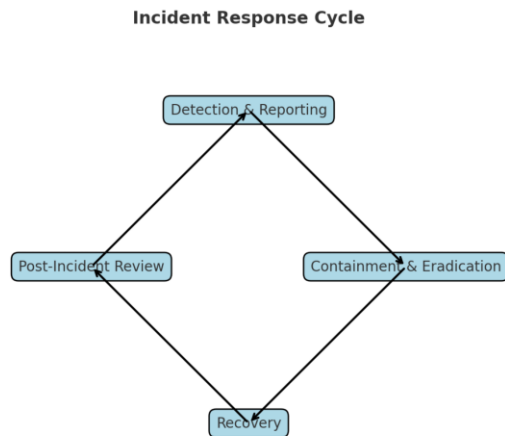 Incident Response Cycle
Detection & Reporting
Post-Incident Review
Containment & Eradication
Recovery